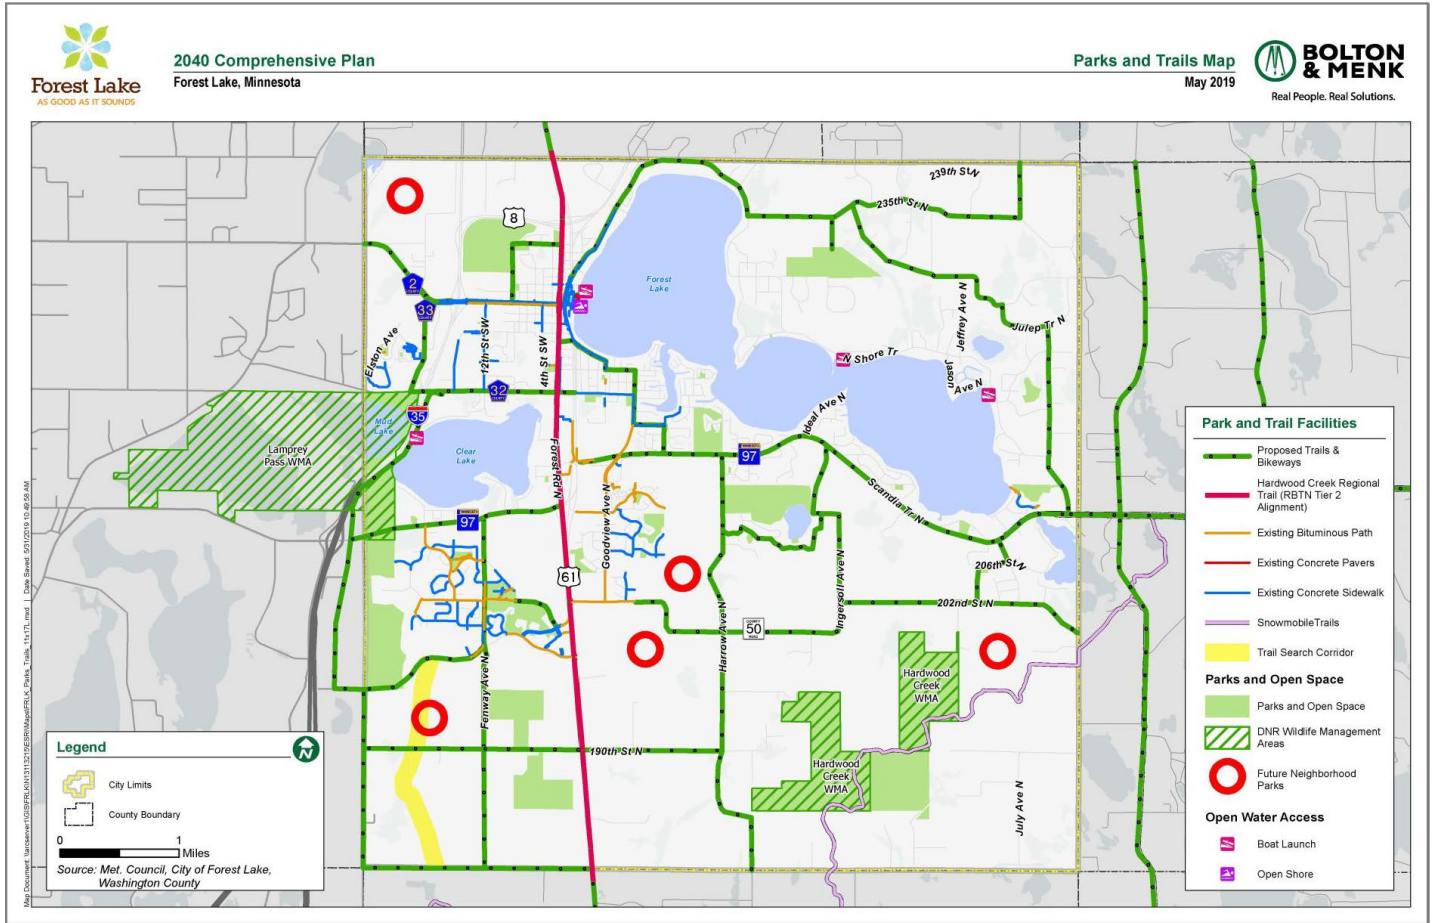 Forest Lake
AS GOOD AS IT SOUNDS
2040 Comprehensive Plan
Forest Lake, Minnesota
Parks and Trails Map
May 2019
BOLTON
& MENK
Real People. Real Solutions.
239th St N
235th St N
8
Forest
Lake
2
33
Elston Ave
12th St SW
4th St SW
32
Jeffrey Ave N
Julep Tr N
N Shore Tr
Jason
Ave N
Ideal Ave N
35
Mud
Lake
Lamprey
Pass WMA
Clear
Lake
Forest Rd N
97
Scandia Tr N
97
Goodview Ave N
61
206th St N
202nd St N
Ingersoll Ave N
Harrow Ave N
50
Fenway Ave N
190th St N
Hardwood
Creek
WMA
Hardwood
Creek
WMA
July Ave N
Park and Trail Facilities
Proposed Trails &
Bikeways
Hardwood Creek Regional
Trail (RBTN Tier 2
Alignment)
Existing Bituminous Path
Existing Concrete Pavers
Existing Concrete Sidewalk
SnowmobileTrails
Trail Search Corridor
Parks and Open Space
Parks and Open Space
DNR Wildlife Management
Areas
Future Neighborhood
Parks
Open Water Access
Boat Launch
Open Shore
Legend
N
City Limits
County Boundary
0 1
Miles
Source: Met. Council, City of Forest Lake,
Washington County